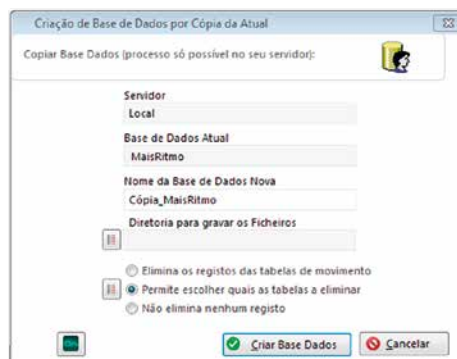 Criação de Base de Dados por Cópia da Atual
Copiar Base Dados (processo só possível no seu servidor):
Servidor
Local
Base de Dados Atual
MaisRitmo
Nome da Base de Dados Nova
Cópia_MaisRitmo
Diretoria para gravar os Ficheiros
Elimina os registos das tabelas de movimento
Permite escolher quais as tabelas a eliminar
Não elimina nenhum registo
Criar Base Dados
Cancelar